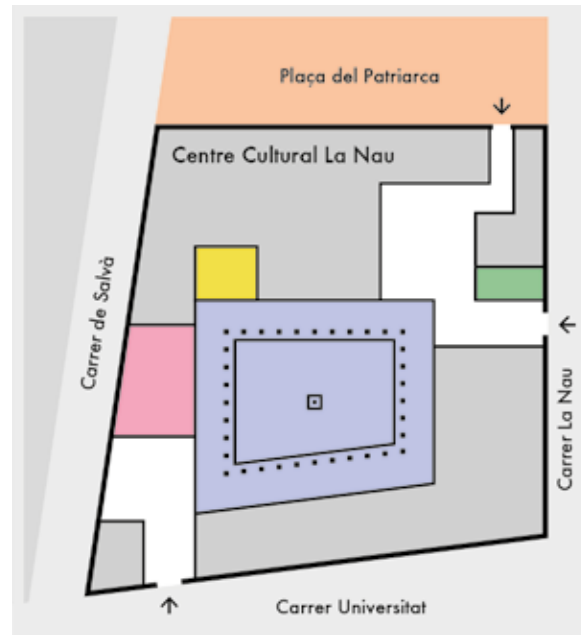 Plaça del Patriarca
Centre Cultural La Nau
Carrer de Salvà
Carrer La Nau
Carrer Universitat